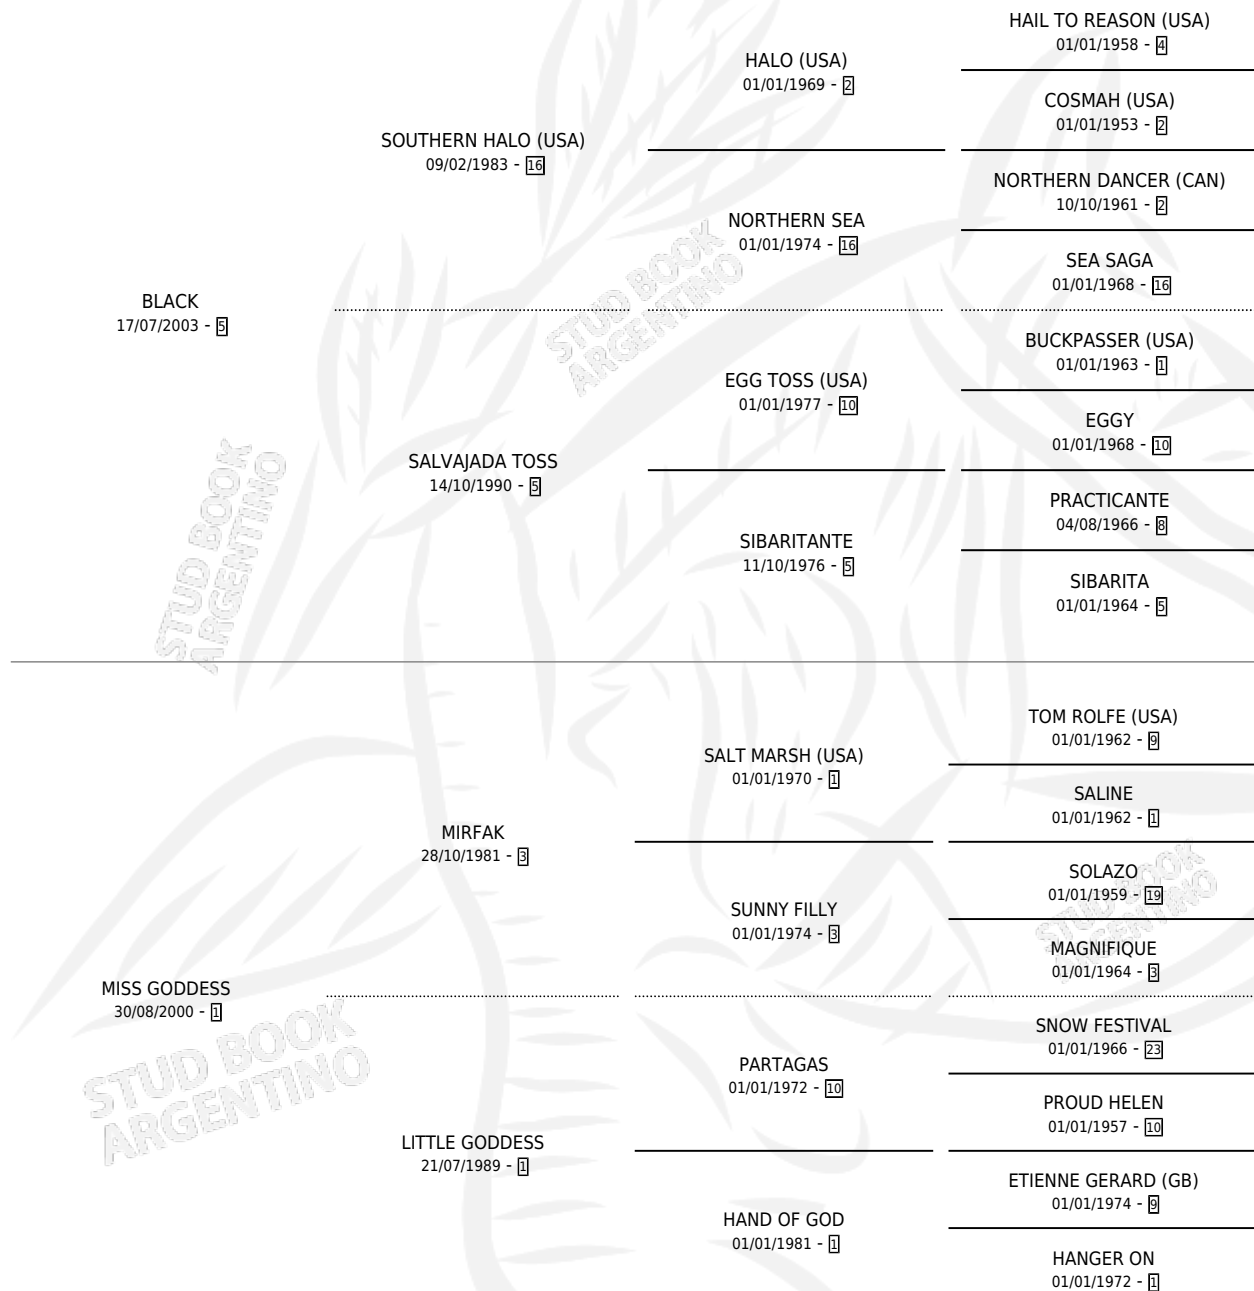 HAIL TO REASON (USA)
01/01/1958 - 4
HALO (USA)
01/01/1969 - 2
COSMAH (USA)
01/01/1953 - 2
SOUTHERN HALO (USA)
09/02/1983 - 16
NORTHERN DANCER (CAN)
10/10/1961 - 2
NORTHERN SEA
01/01/1974 - 16
SEA SAGA
01/01/1968 - 16
BLACK
17/07/2003 - 5
STUD BOOK
ARGENTINO
BUCKPASSER (USA)
01/01/1963 - 1
EGG TOSS (USA)
01/01/1977 - 10
EGGY
01/01/1968 - 10
SALVAJADA TOSS
14/10/1990 - 5
PRACTICANTE
04/08/1966 - 8
SIBARITANTE
11/10/1976 - 5
SIBARITA
01/01/1964 - 5
STUD BOOK
ARGENTINO
TOM ROLFE (USA)
01/01/1962 - 9
SALT MARSH (USA)
01/01/1970 - 1
SALINE
01/01/1962 - 1
MIRFAK
28/10/1981 - 3
SOLAZO
01/01/1959 - 19
SUNNY FILLY
01/01/1974 - 3
STUD BOOK
ARGENTINO
MAGNIFIQUE
01/01/1964 - 3
MISS GODDESS
30/08/2000 - 1
SNOW FESTIVAL
01/01/1966 - 23
STUD BOOK
ARGENTINO
PARTAGAS
01/01/1972 - 10
PROUD HELEN
01/01/1957 - 10
LITTLE GODDESS
21/07/1989 - 1
ETIENNE GERARD (GB)
01/01/1974 - 9
HAND OF GOD
01/01/1981 - 1
HANGER ON
01/01/1972 - 1